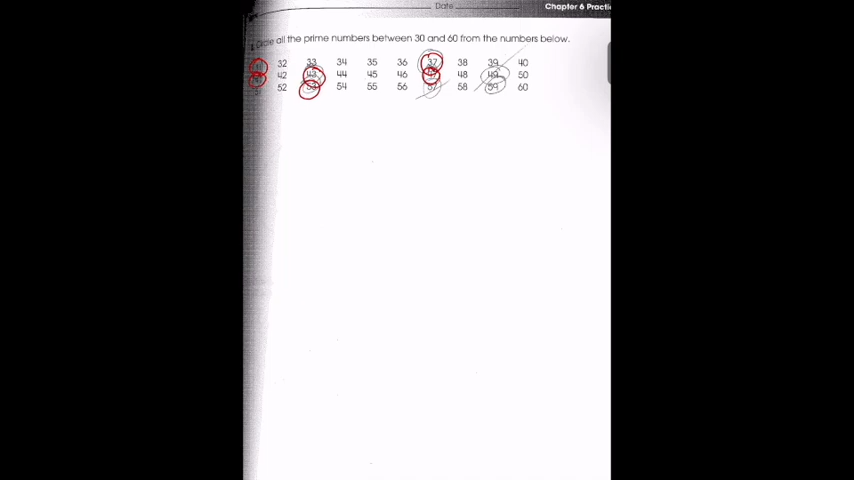 Date
Chapter 6 Practi
1. Circle all the prime numbers between 30 and 60 from the numbers below.
32 33 34 35 36 37 38 39 40
42 43 44 45 46 47 48 49 50
52 53 54 55 56 57 58 59 60